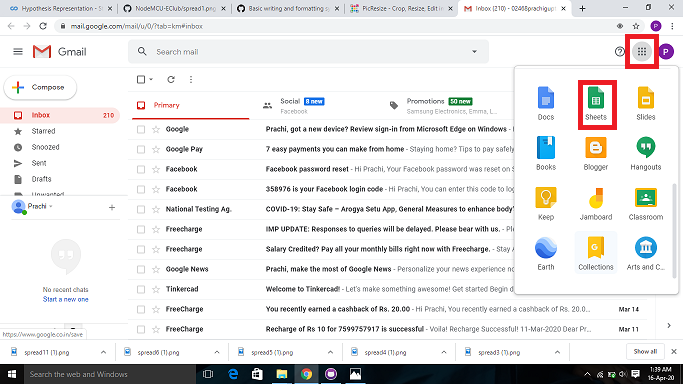 Hypothesis Representation - S
NodeMCU-EClub/spread1.png
Basic writing and formatting sy
PicResize - Crop, Resize, Edit in
Inbox (210) - 02468prachigupt
mail.google.com/mail/u/0/?tab=km#inbox
P
Gmail
Search mail
P
Compose
Inbox 210
Starred
Snoozed
Sent
Drafts
Unwanted
Prachi
No recent chats
Start a new one
https://www.google.co.in/save
Primary
Social 8 new
Facebook
Promotions 50 new
Samsung Electronics, Emma, L
Google Prachi, got a new device? Review sign-in from Microsoft Edge on Windows -
Google Pay 7 easy payments you can make from home - Staying home? Tips to pay safely
Facebook Facebook password reset - Hi Prachi, Your Facebook password was reset on
Facebook 358976 is your Facebook login code - Hi Prachi, You can enter this code to log
National Testing Ag. COVID-19: Stay Safe – Arogya Setu App, General Measures to enhance body'
Freecharge IMP UPDATE: Responses to queries will be delayed. Please bear with us. -
Freecharge Salary Credited? Pay all your monthly bills right now with Freecharge. - Stay
Google News Prachi, make the most of Google News - Personalize your news experience
Tinkercad Welcome to Tinkercad! - Let's make something awesome! Get started Begin
FreeCharge You recently earned a cashback of Rs. 20.00 - Hi Prachi, You recently earned a cashback of Rs. 20.00 Mar 14
FreeCharge Recharge of Rs 10 for 7599757917 is successful - Voila! Recharge Successful! 11-Mar-2020 Dear Pr Mar 11
Docs
Sheets
Slides
Books
Blogger
Hangouts
Keep
Jamboard
Classroom
Earth
Collections
Arts and C...
spread11 (1).png
spread6 (1).png
spread5 (1).png
spread4 (1).png
spread3 (1).png
Show all
Search the web and Windows
1:39 AM
16-Apr-20